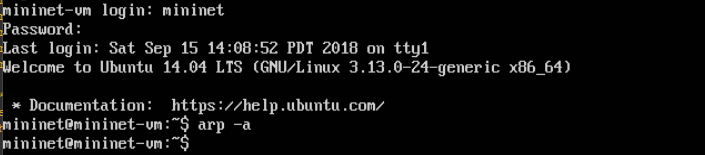 mininet-vm login: mininet
Password:
Last login: Sat Sep 15 14:08:52 PDT 2018 on tty1
Welcome to Ubuntu 14.04 LTS (GNU/Linux 3.13.0-24-generic x86_64)
* Documentation:  https://help.ubuntu.com/
mininet@mininet-vm:~$ arp -a
mininet@mininet-vm:~$